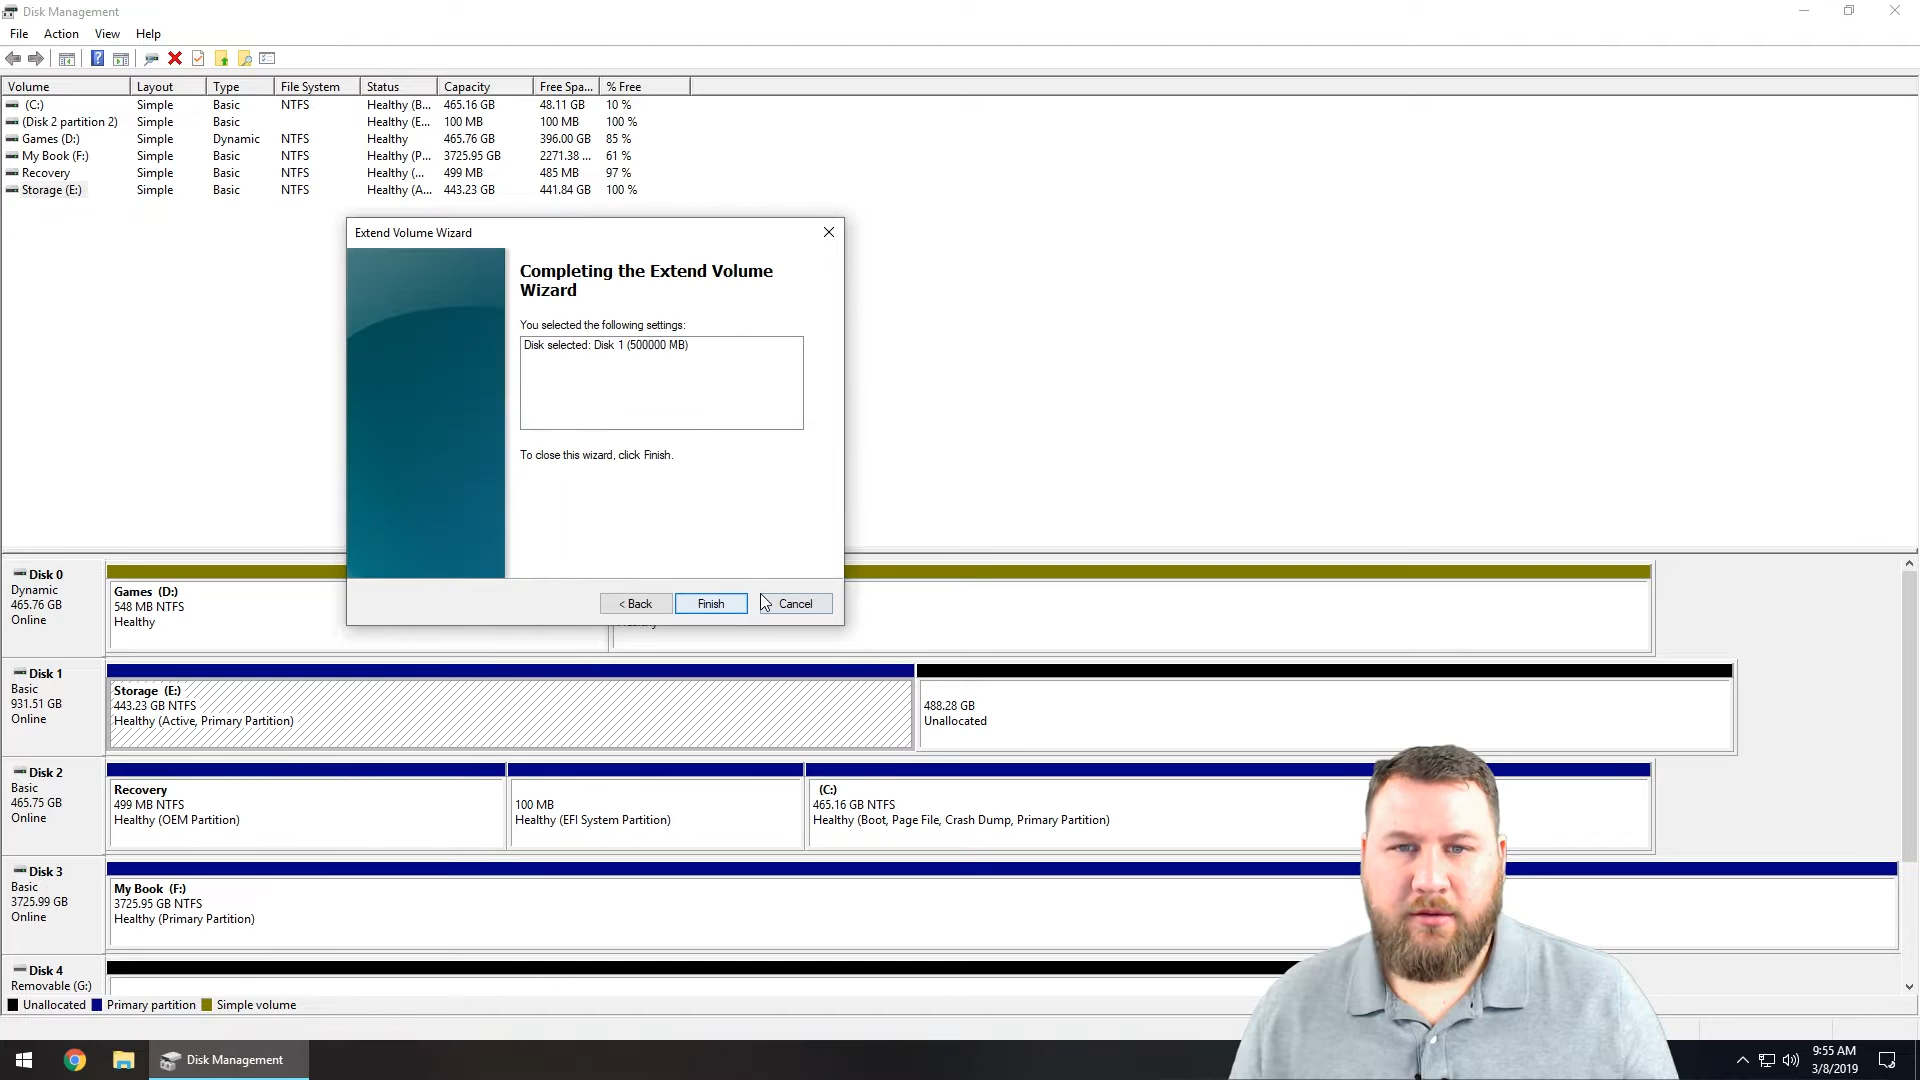 Disk Management
File Action View Help
Volume Layout Type File System Status Capacity Free Spa... % Free
(C:) Simple Basic NTFS Healthy (B... 465.16 GB 48.11 GB 10 %
(Disk 2 partition 2) Simple Basic Healthy (E... 100 MB 100 MB 100 %
Games (D:) Simple Dynamic NTFS Healthy 465.76 GB 396.00 GB 85 %
My Book (F:) Simple Basic NTFS Healthy (P... 3725.95 GB 2271.38 ... 61 %
Recovery Simple Basic NTFS Healthy (... 499 MB 485 MB 97 %
Storage (E:) Simple Basic NTFS Healthy (A... 443.23 GB 441.84 GB 100 %
Extend Volume Wizard
Completing the Extend Volume
Wizard
You selected the following settings:
Disk selected: Disk 1 (500000 MB)
To close this wizard, click Finish.
< Back Finish Cancel
Disk 0
Dynamic
465.76 GB
Online
Games (D:)
548 MB NTFS
Healthy
Disk 1
Basic
931.51 GB
Online
Storage (E:)
443.23 GB NTFS
Healthy (Active, Primary Partition)
488.28 GB
Unallocated
Disk 2
Basic
465.75 GB
Online
Recovery
499 MB NTFS
Healthy (OEM Partition)
100 MB
Healthy (EFI System Partition)
(C:)
465.16 GB NTFS
Healthy (Boot, Page File, Crash Dump, Primary Partition)
Disk 3
Basic
3725.99 GB
Online
My Book (F:)
3725.95 GB NTFS
Healthy (Primary Partition)
Disk 4
Removable (G:)
Unallocated Primary partition Simple volume
Disk Management
9:55 AM
3/8/2019